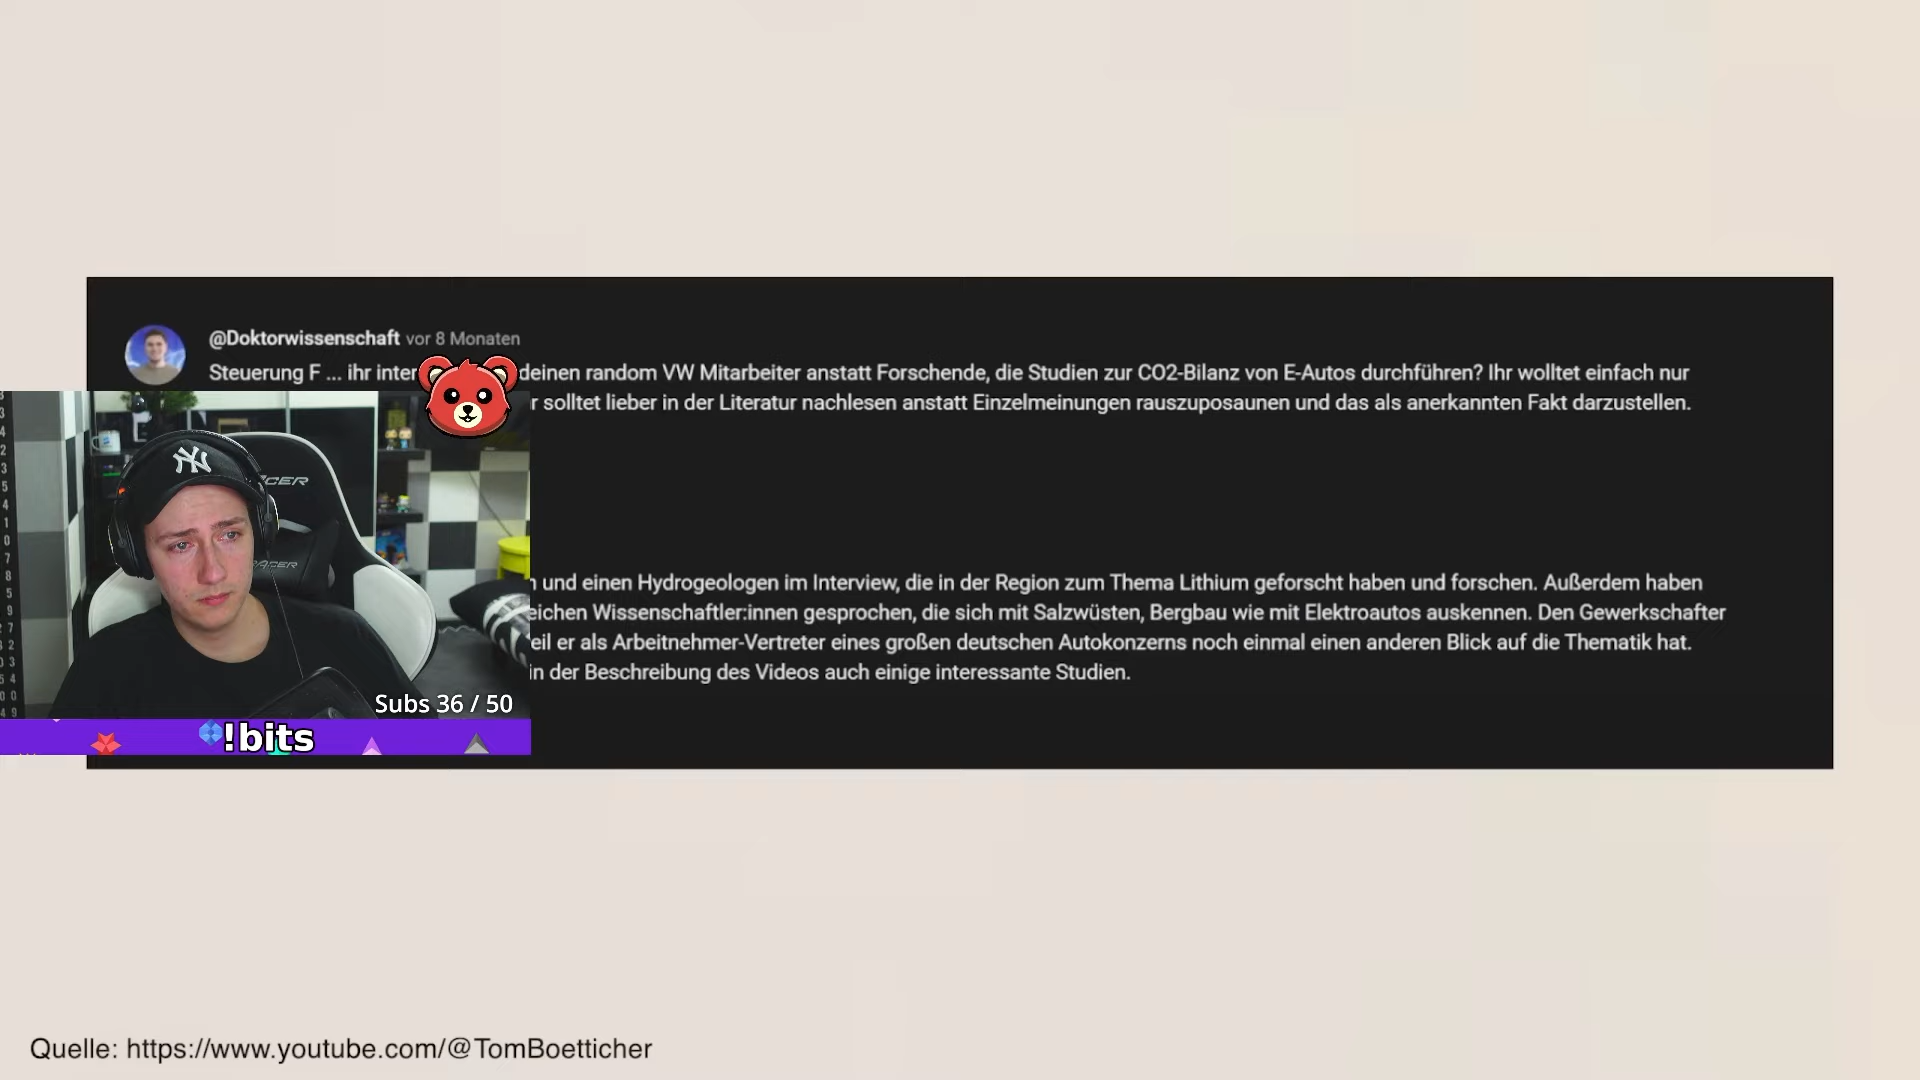 @Doktorwissenschaft vor 8 Monaten
Steuerung F ... ihr inter deinen random VW Mitarbeiter anstatt Forschende, die Studien zur CO2-Bilanz von E-Autos durchführen? Ihr wolltet einfach nur
r solltet lieber in der Literatur nachlesen anstatt Einzelmeinungen rauszuposaunen und das als anerkannten Fakt darzustellen.
und einen Hydrogeologen im Interview, die in der Region zum Thema Lithium geforscht haben und forschen. Außerdem haben
eichen Wissenschaftler:innen gesprochen, die sich mit Salzwüsten, Bergbau wie mit Elektroautos auskennen. Den Gewerkschafter
eil er als Arbeitnehmer-Vertreter eines großen deutschen Autokonzerns noch einmal einen anderen Blick auf die Thematik hat.
in der Beschreibung des Videos auch einige interessante Studien.
NY
Subs 36 / 50
!bits
Quelle: https://www.youtube.com/@TomBoetticher